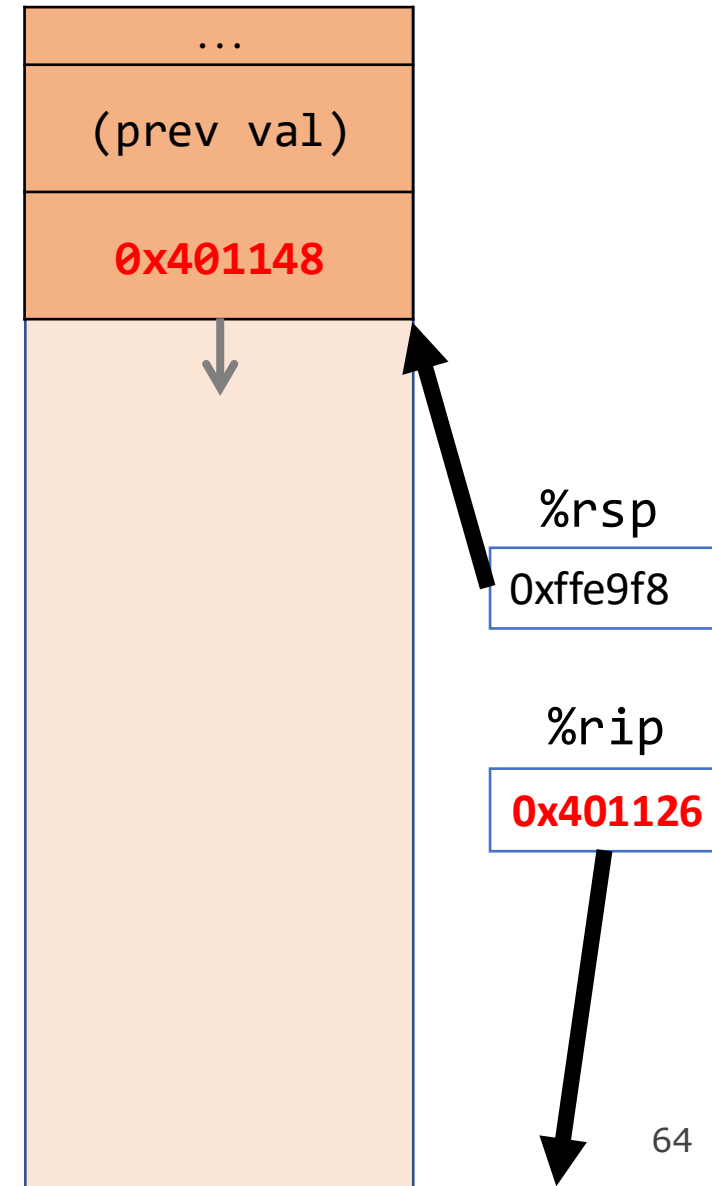 ...
(prev val)
0x401148
%rsp
0xffe9f8
%rip
0x401126
64